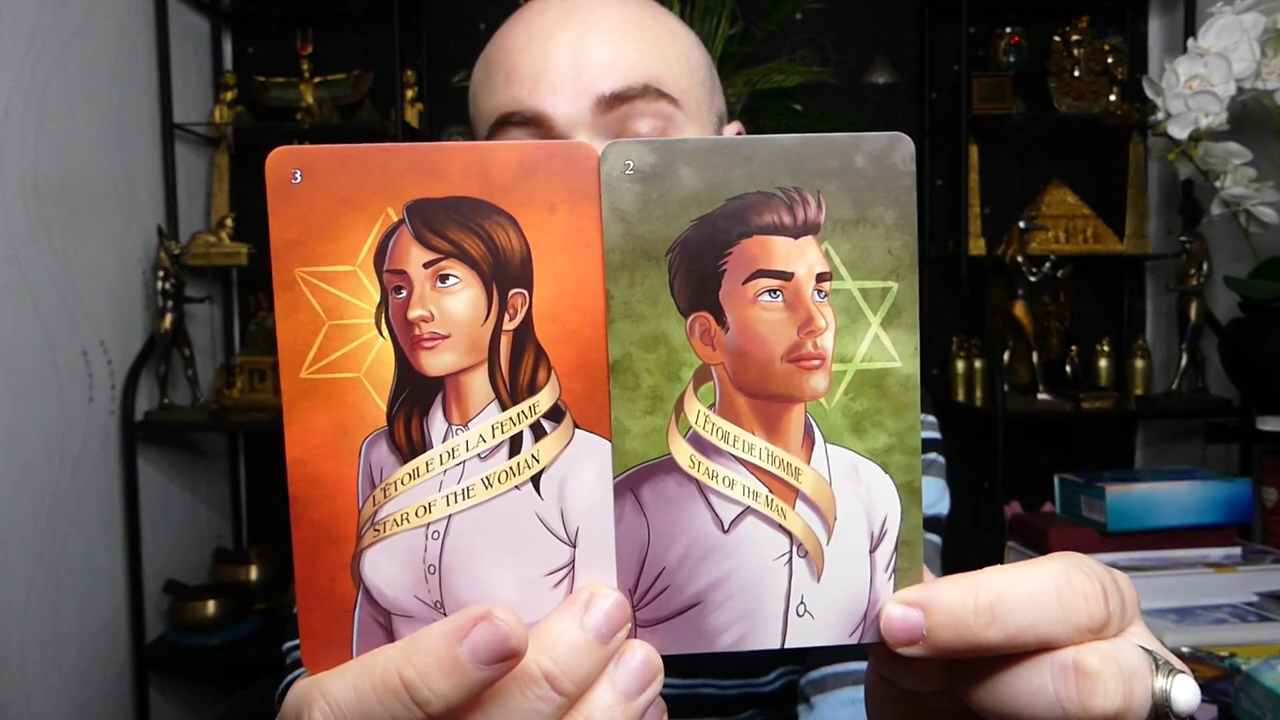 3
L'ÉTOILE DE LA FEMME
STAR OF THE WOMAN
2
L'ÉTOILE DE L'HOMME
STAR OF THE MAN